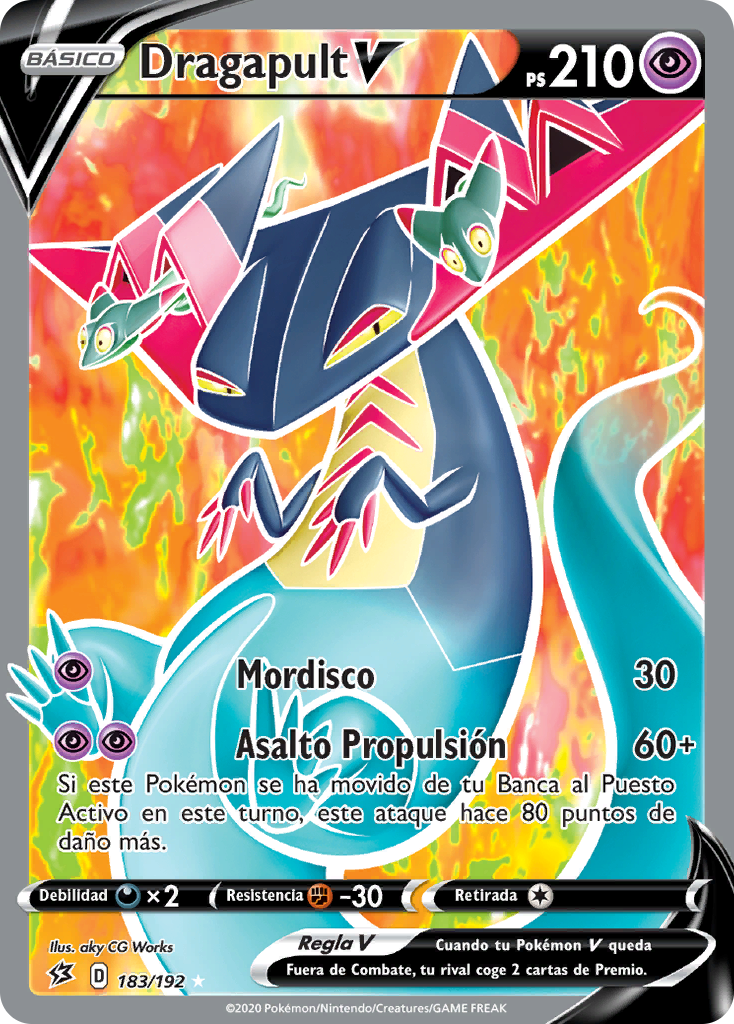 BÁSICO Dragapult V PS 210
Mordisco 30
Asalto Propulsión 60+
Si este Pokémon se ha movido de tu Banca al Puesto
Activo en este turno, este ataque hace 80 puntos de
daño más.
Debilidad ×2 Resistencia -30 Retirada
Ilus. aky CG Works
D 183/192
Regla V Cuando tu Pokémon V queda
Fuera de Combate, tu rival coge 2 cartas de Premio.
©2020 Pokémon/Nintendo/Creatures/GAME FREAK